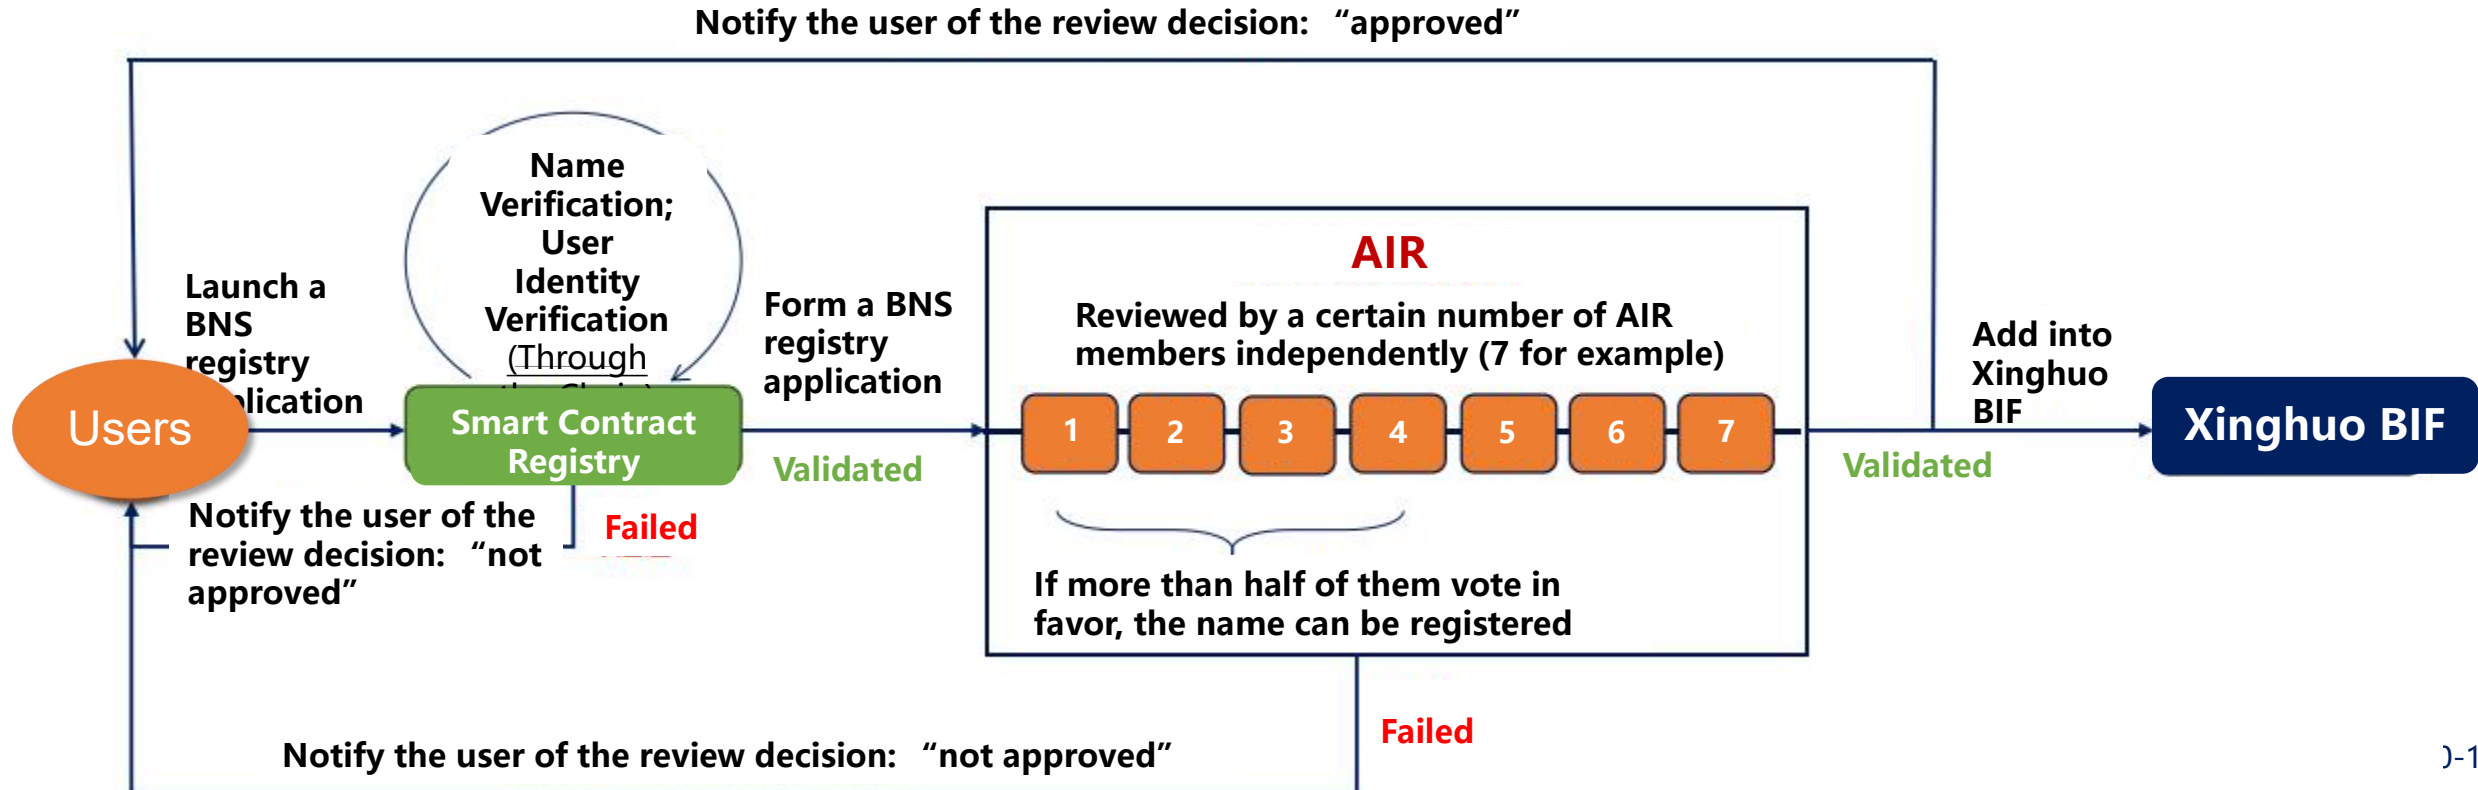 Notify the user of the review decision: “approved”
Name
Verification;
User
Identity
Verification
(Through
Launch a
BNS
registry
Users
Smart Contract
Registry
Form a BNS
registry
application
Validated
Failed
Notify the user of the
review decision: “not
approved”
AIR
Reviewed by a certain number of AIR
members independently (7 for example)
1 2 3 4 5 6 7
If more than half of them vote in
favor, the name can be registered
Validated
Add into
Xinghuo
BIF
Xinghuo BIF
Failed
Notify the user of the review decision: “not approved”